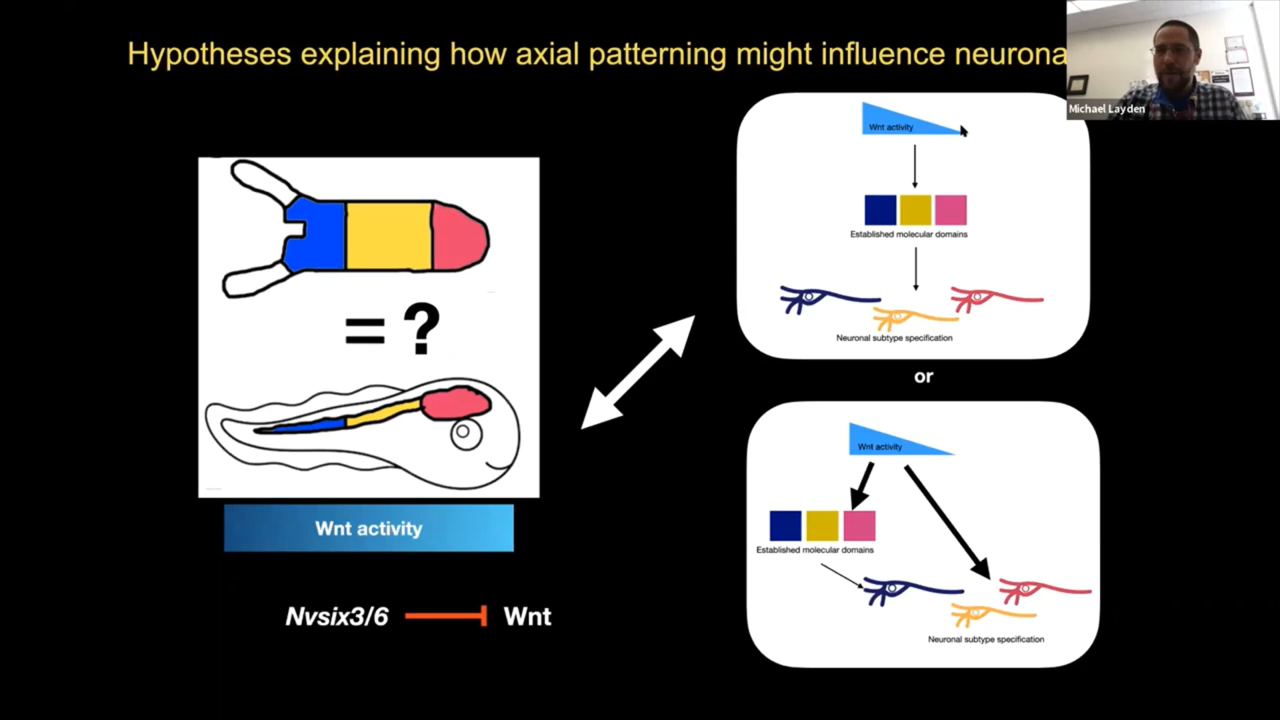 Hypotheses explaining how axial patterning might influence neurona
Michael Layden
= ?
Wnt activity
Nvsix3/6
Wnt
Wnt activity
Established molecular domains
Neuronal subtype specification
or
Wnt activity
Established molecular domains
Neuronal subtype specification